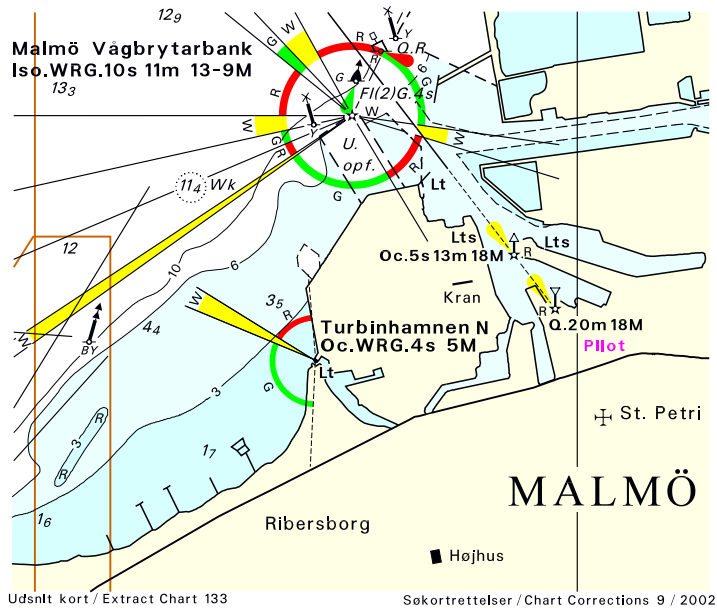 12₉
G
W
R
Y
Q.R
Malmö Vågbrytarbank
Iso.WRG.10s 11m 13-9M
R
G
Fl(2)G.4s
G
13₃
R
W
W
Y
G
R
U.
opf.
W
R
G
11₄ Wk
Lt
12
10
6
Lts
Lts
Oc.5s 13m 18M
R
Kran
W
3₅
R
4₄
Turbinhamnen N
Oc.WRG.4s 5M
R
Q.20m 18M
PIlot
W
BY
Lt
G
3
R
3
R
1₇
St. Petri
MALMÖ
1₆
Ribersborg
Højhus
Udsnlt kort / Extract Chart 133
Søkortrettelser / Chart Corrections 9 / 2002